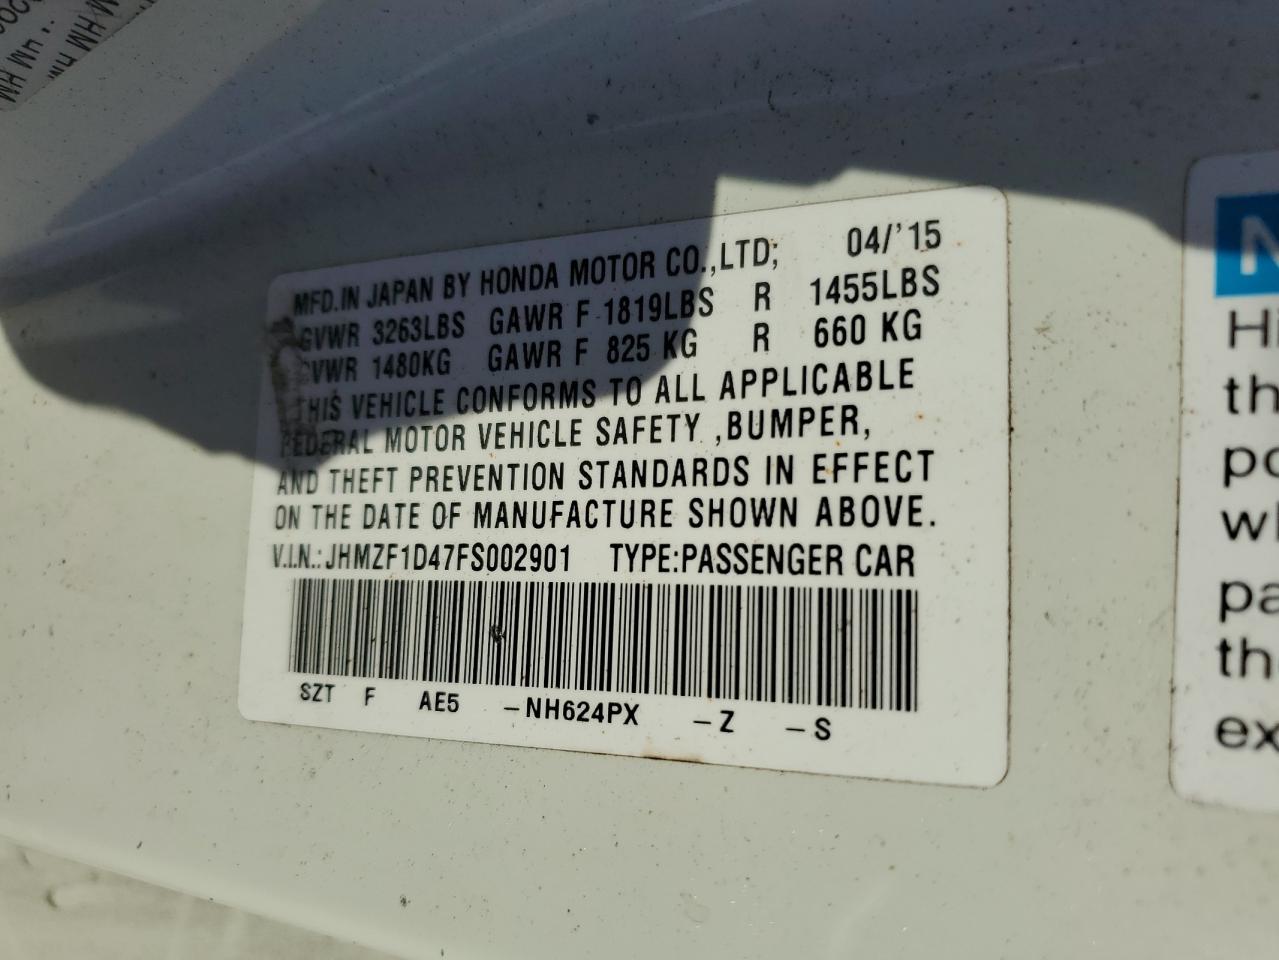 MFD.IN JAPAN BY HONDA MOTOR CO.,LTD; 04/'15
GVWR 3263LBS GAWR F 1819LBS R 1455LBS
GVWR 1480KG GAWR F 825 KG R 660 KG
THIS VEHICLE CONFORMS TO ALL APPLICABLE
FEDERAL MOTOR VEHICLE SAFETY ,BUMPER,
AND THEFT PREVENTION STANDARDS IN EFFECT
ON THE DATE OF MANUFACTURE SHOWN ABOVE.
V.I.N.:JHMZF1D47FS002901 TYPE:PASSENGER CAR
SZT F AE5 -NH624PX -Z -S